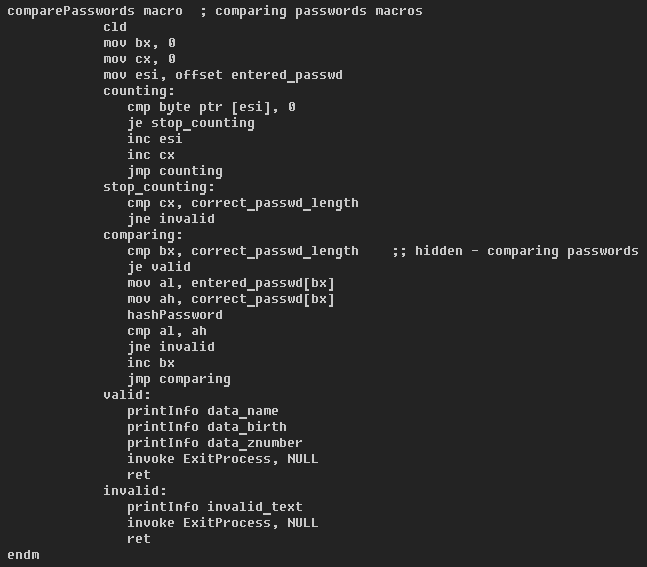 comparePasswords macro  ; comparing passwords macros
            cld
            mov bx, 0
            mov cx, 0
            mov esi, offset entered_passwd
            counting:
               cmp byte ptr [esi], 0
               je stop_counting
               inc esi
               inc cx
               jmp counting
            stop_counting:
               cmp cx, correct_passwd_length
               jne invalid
            comparing:
               cmp bx, correct_passwd_length    ;; hidden - comparing passwords
               je valid
               mov al, entered_passwd[bx]
               mov ah, correct_passwd[bx]
               hashPassword
               cmp al, ah
               jne invalid
               inc bx
               jmp comparing
            valid:
               printInfo data_name
               printInfo data_birth
               printInfo data_znumber
               invoke ExitProcess, NULL
               ret
            invalid:
               printInfo invalid_text
               invoke ExitProcess, NULL
               ret
endm